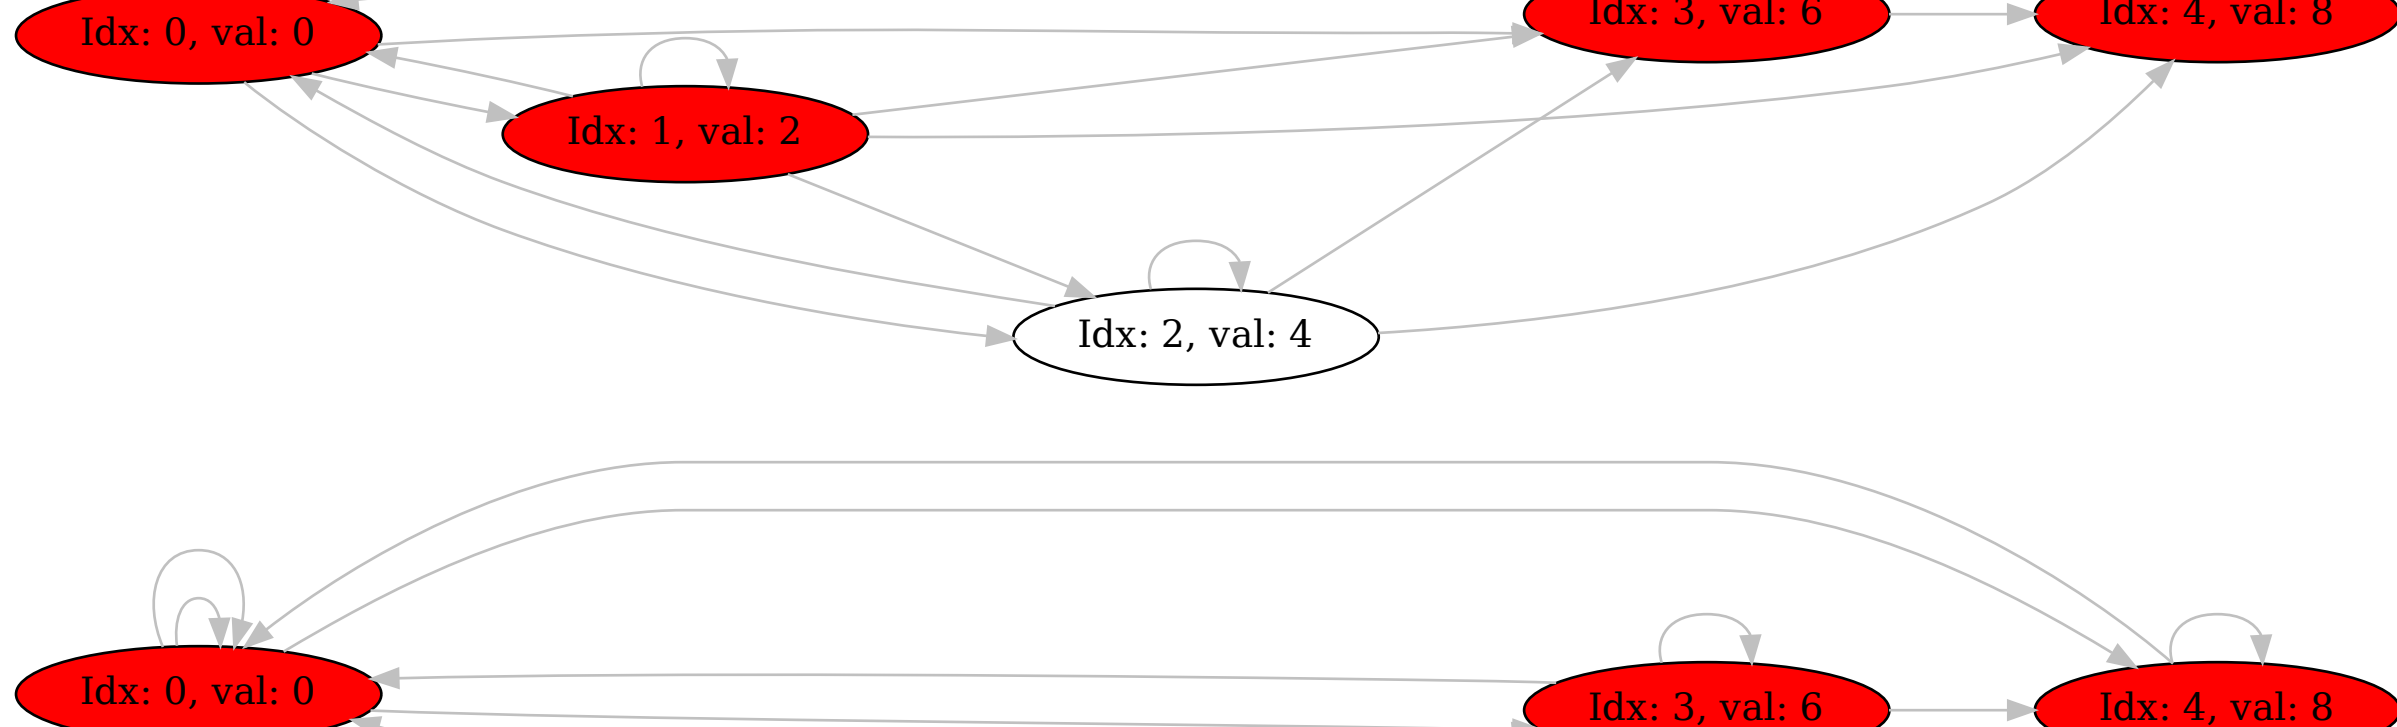 Idx: 0, val: 0
Idx: 3, val: 6
Idx: 4, val: 8
Idx: 1, val: 2
Idx: 2, val: 4
Idx: 0, val: 0
Idx: 3, val: 6
Idx: 4, val: 8